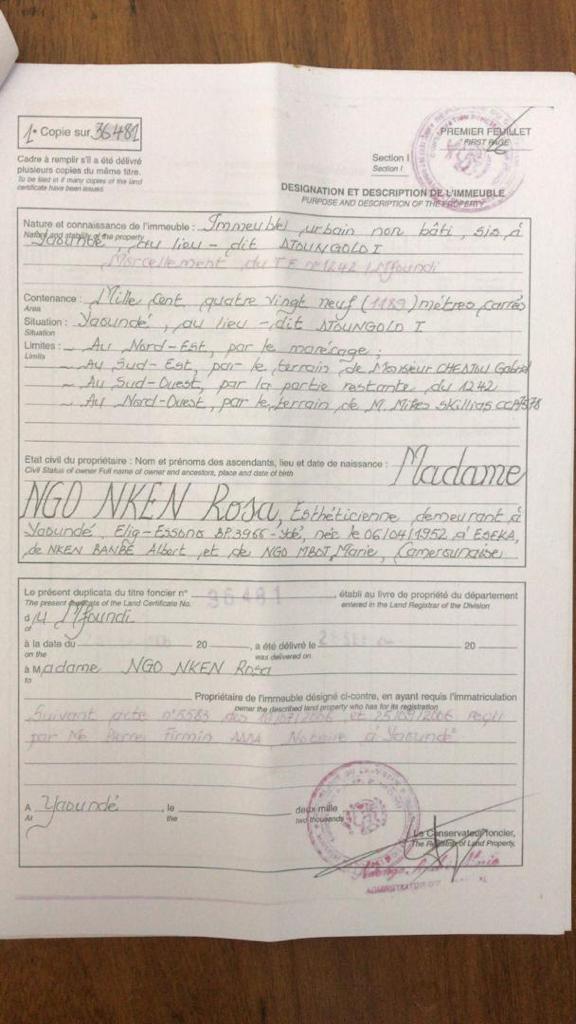 1° Copie sur 36481
PREMIER FEUILLET
FIRST PAGE
Cadre à remplir s'il a été délivré
plusieurs copies du même titre.
To be filled in if many copies of the land
certificate have been issued
Section I
Section I
DESIGNATION ET DESCRIPTION DE L'IMMEUBLE
PURPOSE AND DESCRIPTION OF THE PROPERTY
Nature et connaissance de l'immeuble : Immeuble urbain non bâti, sis à
Yaoundé, au lieu-dit NTOUNGOLO I
Morcellement du TF n°1242 / Mfoundi
Contenance : Mille cent quatre vingt neuf (1189) mètres carrés
Area
Situation : Yaoundé, au lieu-dit NTOUNGOLO I
Situation
Limites : - Au Nord-Est, par le marécage ;
Limits
- Au Sud-Est, par le terrain de Monsieur Gabriel
- Au Sud-Ouest, par la partie restante du 1242
- Au Nord-Ouest, par le terrain de M.
Etat civil du propriétaire : Nom et prénoms des ascendants, lieu et date de naissance : Madame
Civil Status of owner Full name of owner and ancestors, place and date of birth
NGO NKEN Rosa, Esthéticienne demeurant à
Yaoundé, Elig-Essono BP.3966-Ydé, née le 06/04/1952 à ESEKA,
de NKEN Albert et de NGO MBOT Marie, Camerounaise
Le présent duplicata du titre foncier n° 36481 établi au livre de propriété du département
The present duplicata of the Land Certificate No. entered in the Land Registrar of the Division
du Mfoundi
of
à la date du 20 , a été délivré le 20
on the was delivered on
à Madame NGO NKEN Rosa
to
Propriétaire de l'immeuble désigné ci-contre, en ayant requis l'immatriculation
owner the described land property who has for its registration
Suivant acte n°5583 des 2006 et 25/09/2006 reçu
par Me Pierre Firmin Notaire à Yaoundé
A Yaoundé , le deux mille
At the two thousands
Le Conservateur foncier,
The Registrar of Land Property,